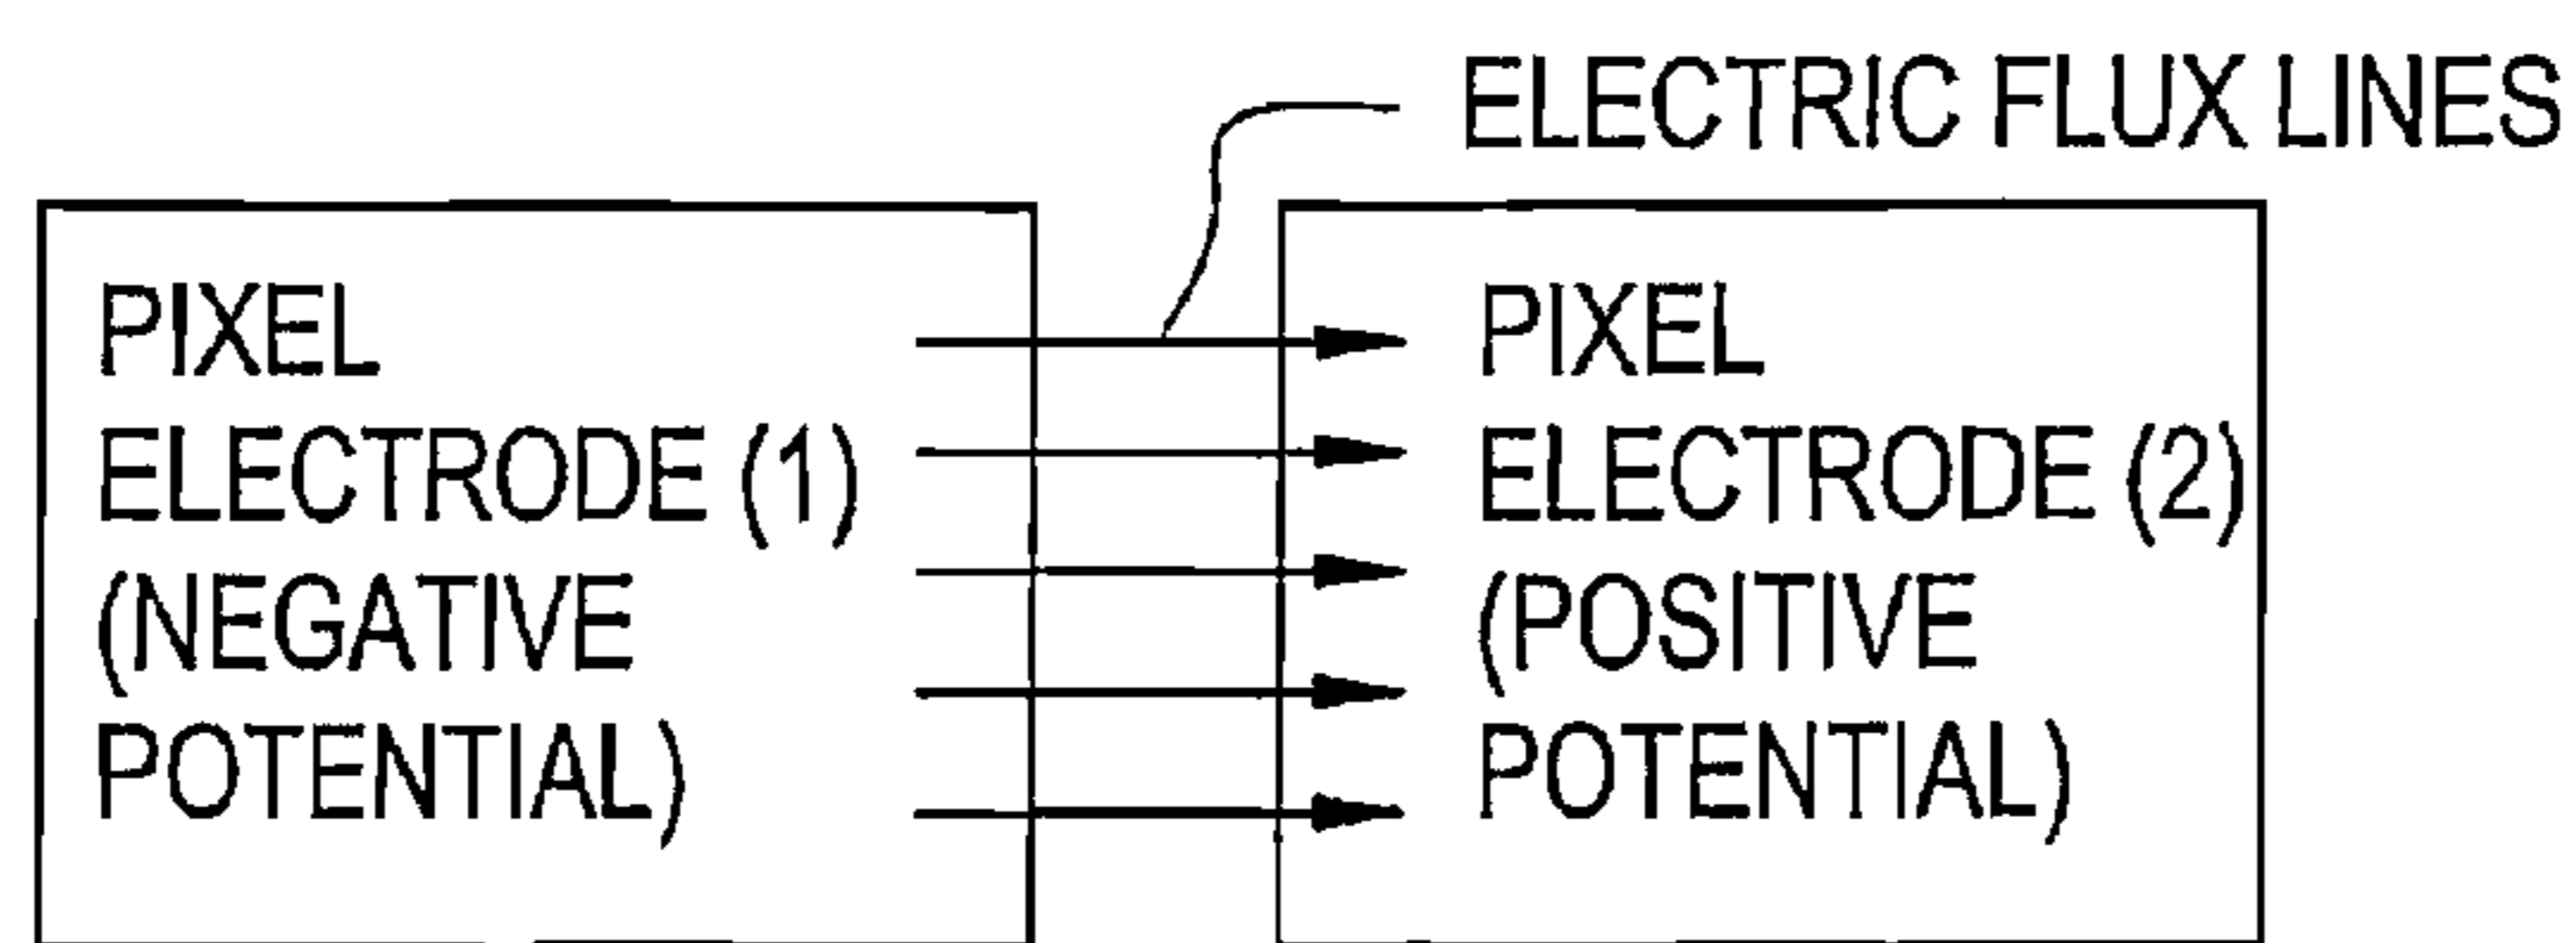 ELECTRIC FLUX LINES
PIXEL
ELECTRODE (1)
(NEGATIVE
POTENTIAL)
PIXEL
ELECTRODE (2)
(POSITIVE
POTENTIAL)